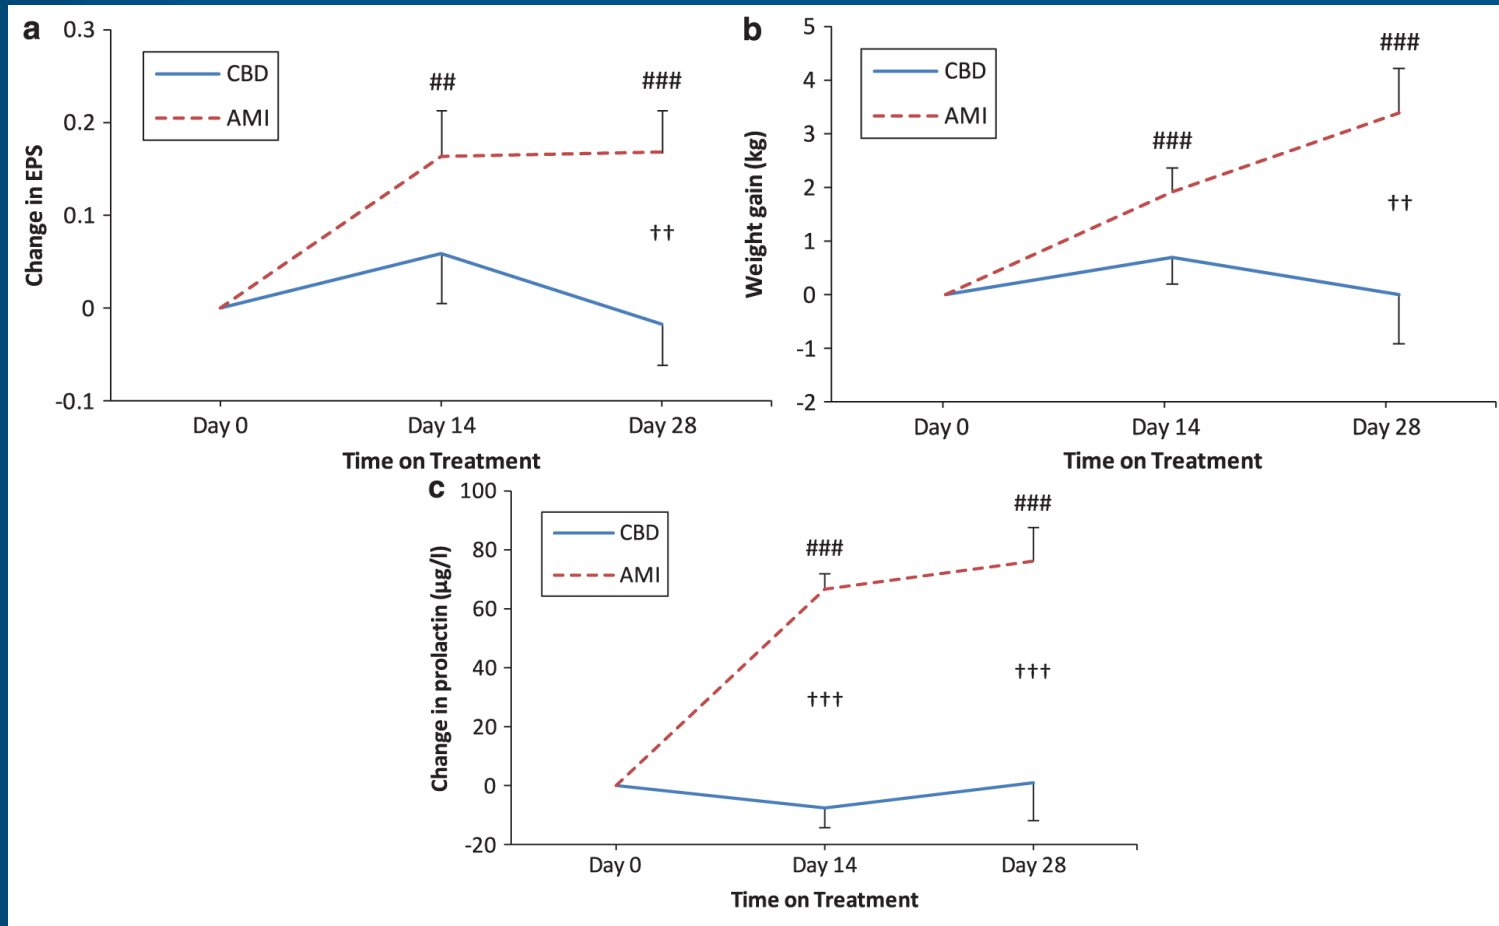 a
0.3
0.2
0.1
0
-0.1
Change in EPS
CBD
AMI
##
###
††
Day 0
Day 14
Day 28
Time on Treatment
b
5
4
3
2
1
0
-1
-2
Weight gain (kg)
CBD
AMI
###
###
††
Day 0
Day 14
Day 28
Time on Treatment
c
100
80
60
40
20
0
-20
Change in prolactin (µg/l)
CBD
AMI
###
###
†††
†††
Day 0
Day 14
Day 28
Time on Treatment